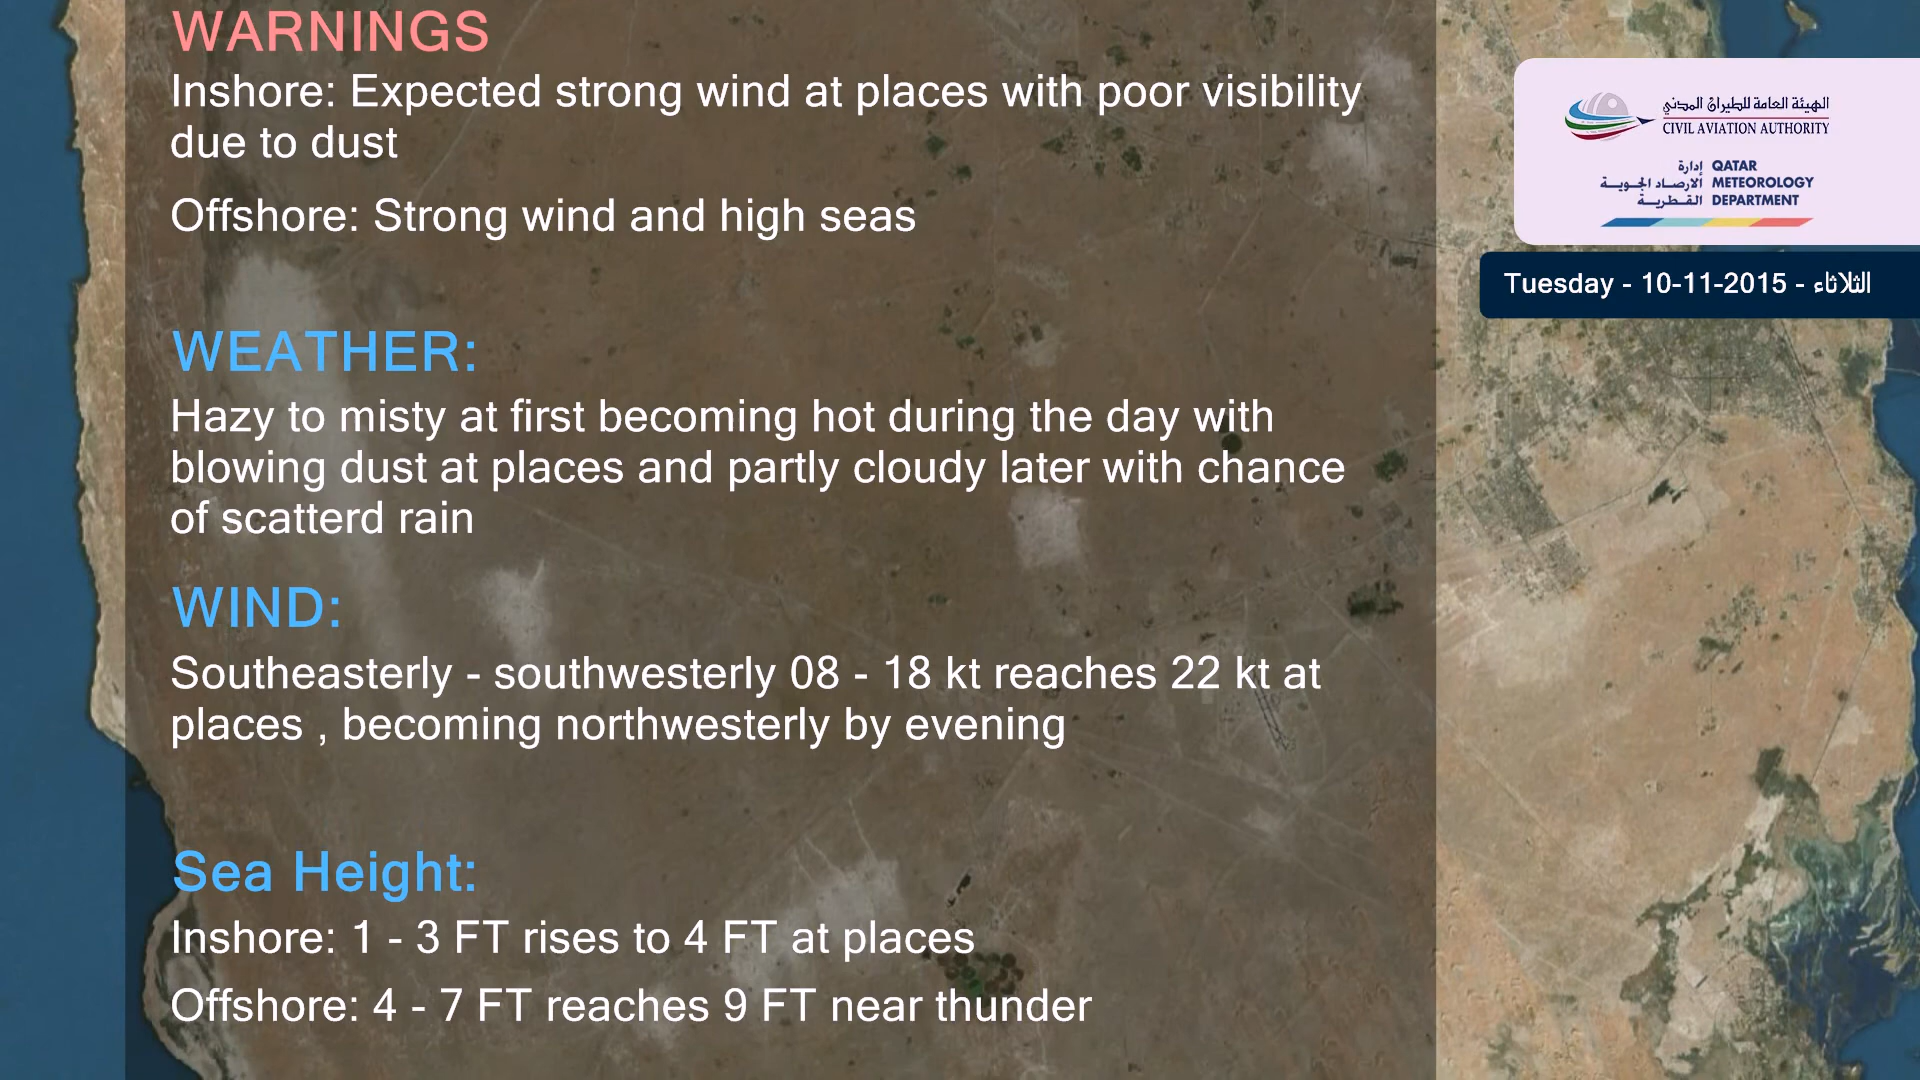 WARNINGS
Inshore: Expected strong wind at places with poor visibility
due to dust
Offshore: Strong wind and high seas
WEATHER:
Hazy to misty at first becoming hot during the day with
blowing dust at places and partly cloudy later with chance
of scatterd rain
WIND:
Southeasterly - southwesterly 08 - 18 kt reaches 22 kt at
places , becoming northwesterly by evening
Sea Height:
Inshore: 1 - 3 FT rises to 4 FT at places
Offshore: 4 - 7 FT reaches 9 FT near thunder
الهيئة العامة للطيران المدني
CIVIL AVIATION AUTHORITY
إدارة
الأرصاد الجوية
القطرية
QATAR
METEOROLOGY
DEPARTMENT
Tuesday - 10-11-2015 - الثلاثاء